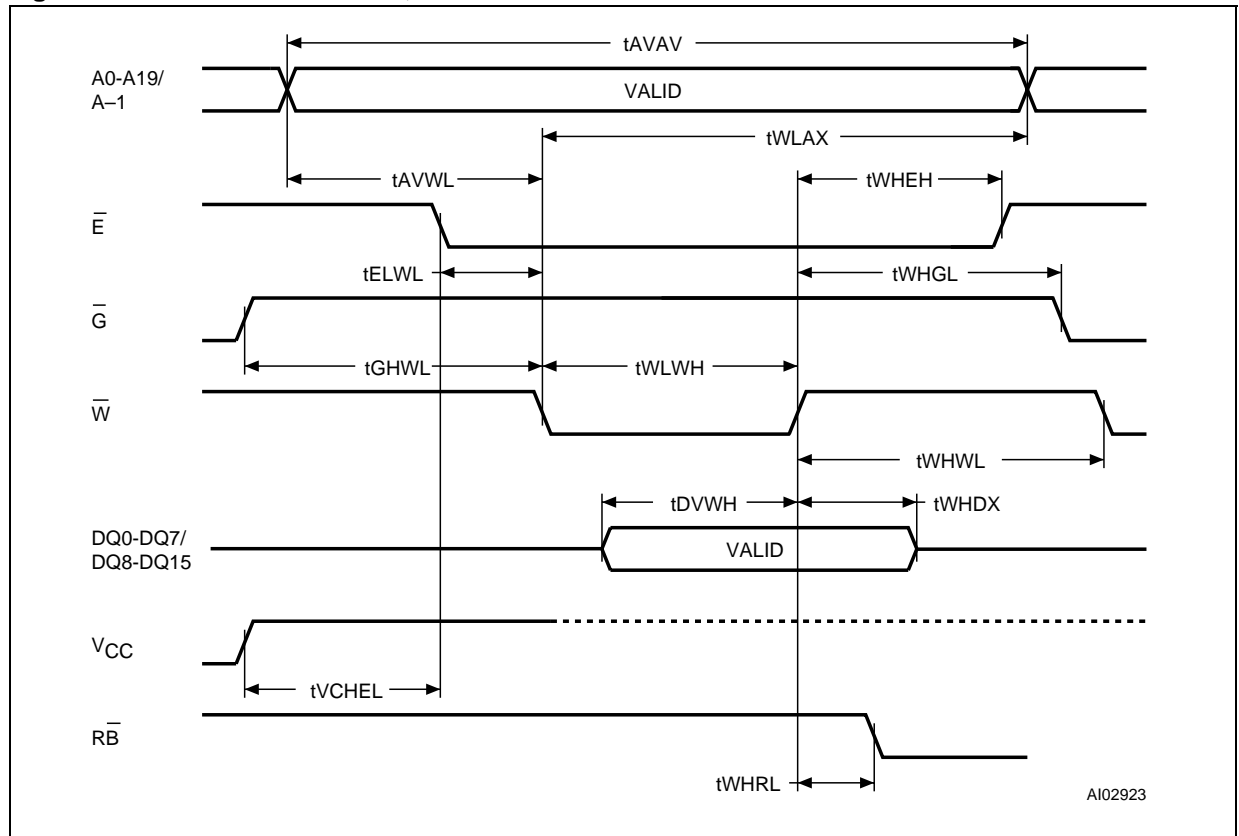 tAVAV
A0-A19/
A–1
VALID
tWLAX
tAVWL
tWHEH
E̅
tELWL
tWHGL
G̅
tGHWL
tWLWH
W̅
tWHWL
tDVWH
tWHDX
DQ0-DQ7/
DQ8-DQ15
VALID
VCC
tVCHEL
RB̅
tWHRL
AI02923